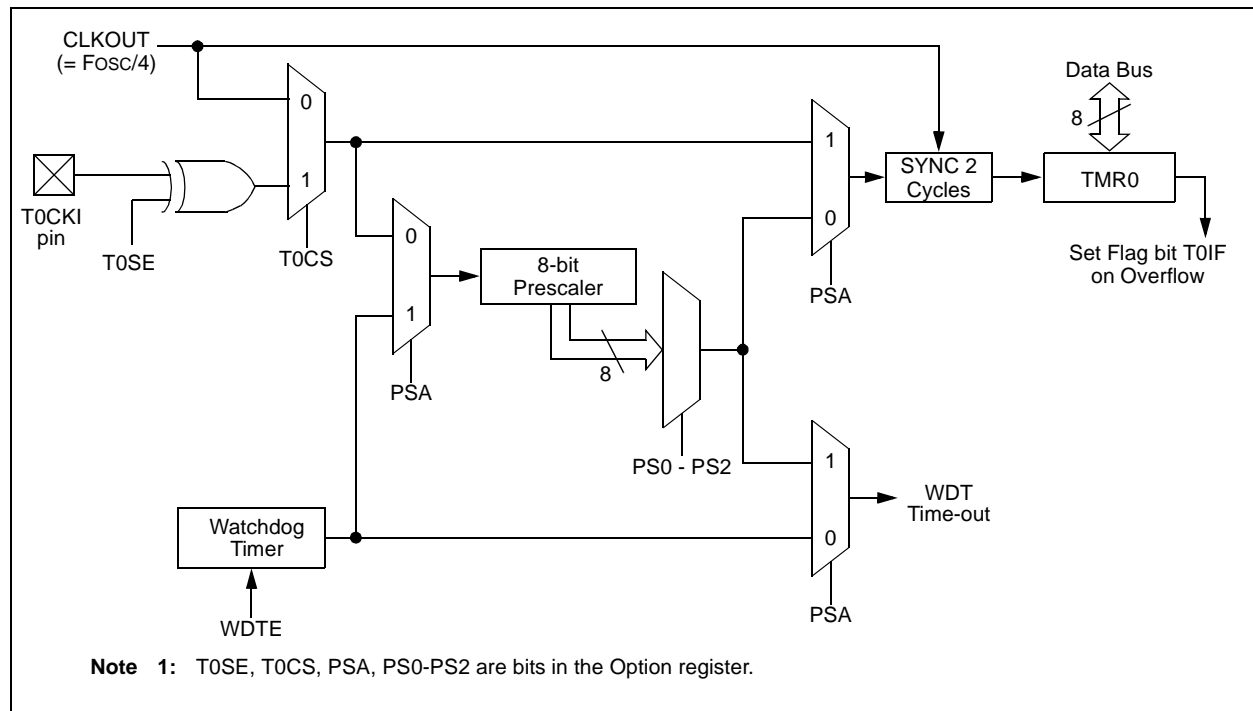 CLKOUT
(= FOSC/4)
Data Bus
8
0
1
T0CKI
pin
T0SE
T0CS
0
1
PSA
8-bit
Prescaler
8
PS0 - PS2
1
0
PSA
SYNC 2
Cycles
TMR0
Set Flag bit T0IF
on Overflow
1
0
PSA
WDT
Time-out
Watchdog
Timer
WDTE
Note 1: T0SE, T0CS, PSA, PS0-PS2 are bits in the Option register.